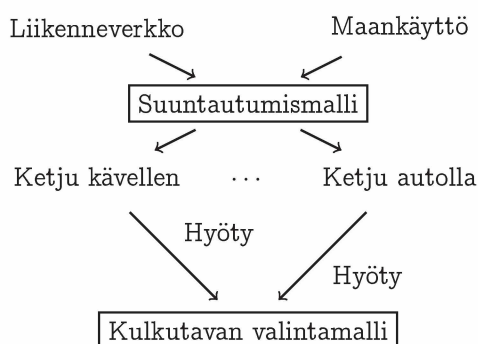 Liikenneverkko
Maankäyttö
Suuntautumismalli
Ketju kävellen ... Ketju autolla
Hyöty
Hyöty
Kulkutavan valintamalli